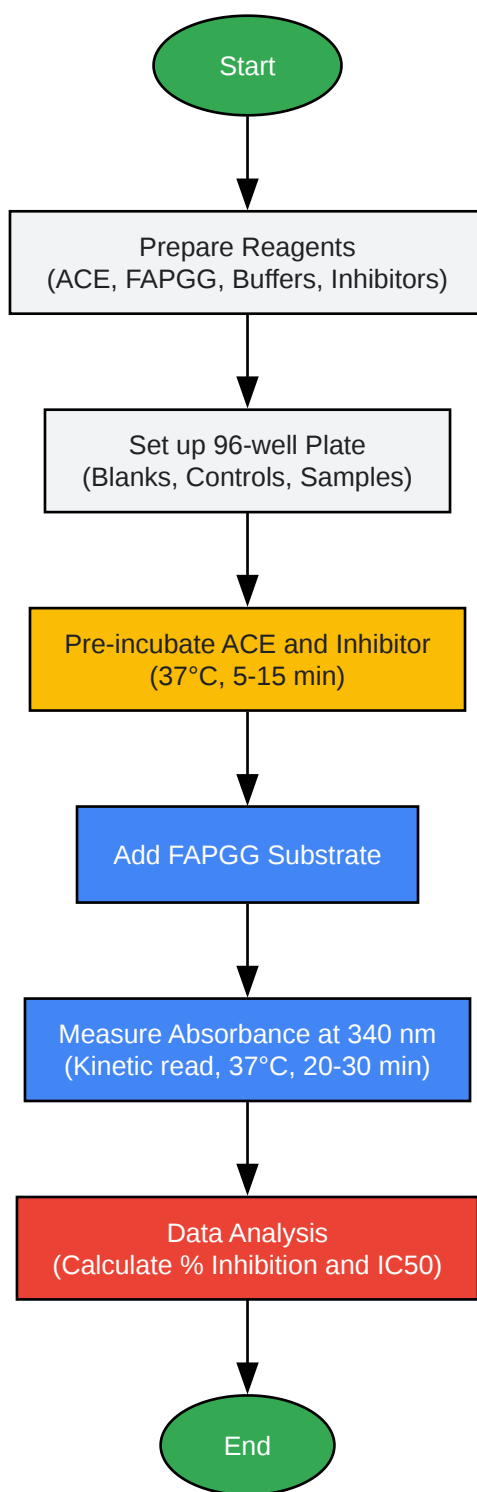 Start
Prepare Reagents
(ACE, FAPGG, Buffers, Inhibitors)
Set up 96-well Plate
(Blanks, Controls, Samples)
Pre-incubate ACE and Inhibitor
(37°C, 5-15 min)
Add FAPGG Substrate
Measure Absorbance at 340 nm
(Kinetic read, 37°C, 20-30 min)
Data Analysis
(Calculate % Inhibition and IC50)
End